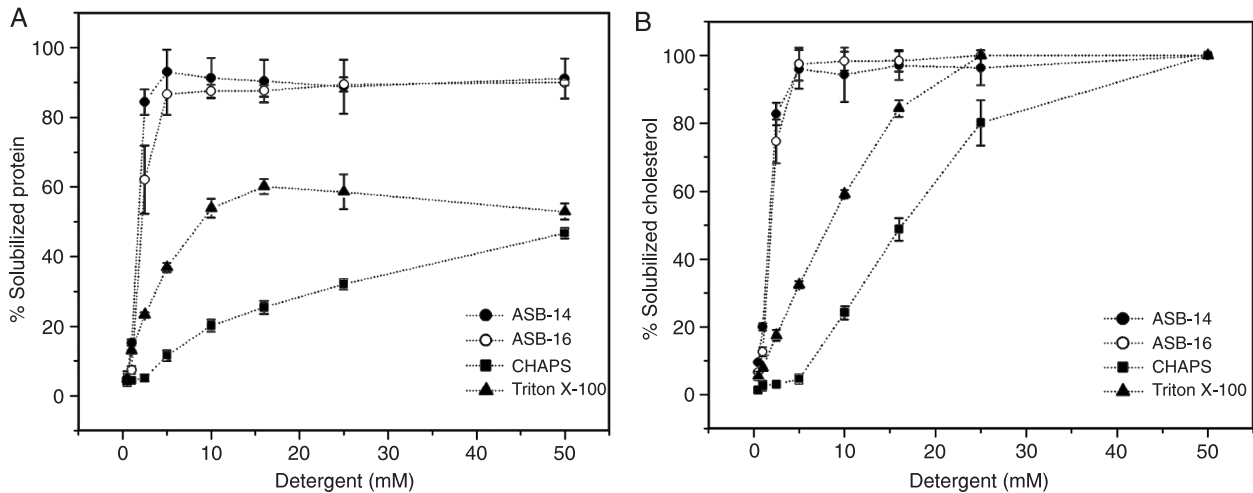 A
% Solubilized protein
100
80
60
40
20
0
ASB-14
ASB-16
CHAPS
Triton X-100
0 10 20 30 40 50
Detergent (mM)
B
% Solubilized cholesterol
100
80
60
40
20
0
ASB-14
ASB-16
CHAPS
Triton X-100
0 10 20 30 40 50
Detergent (mM)